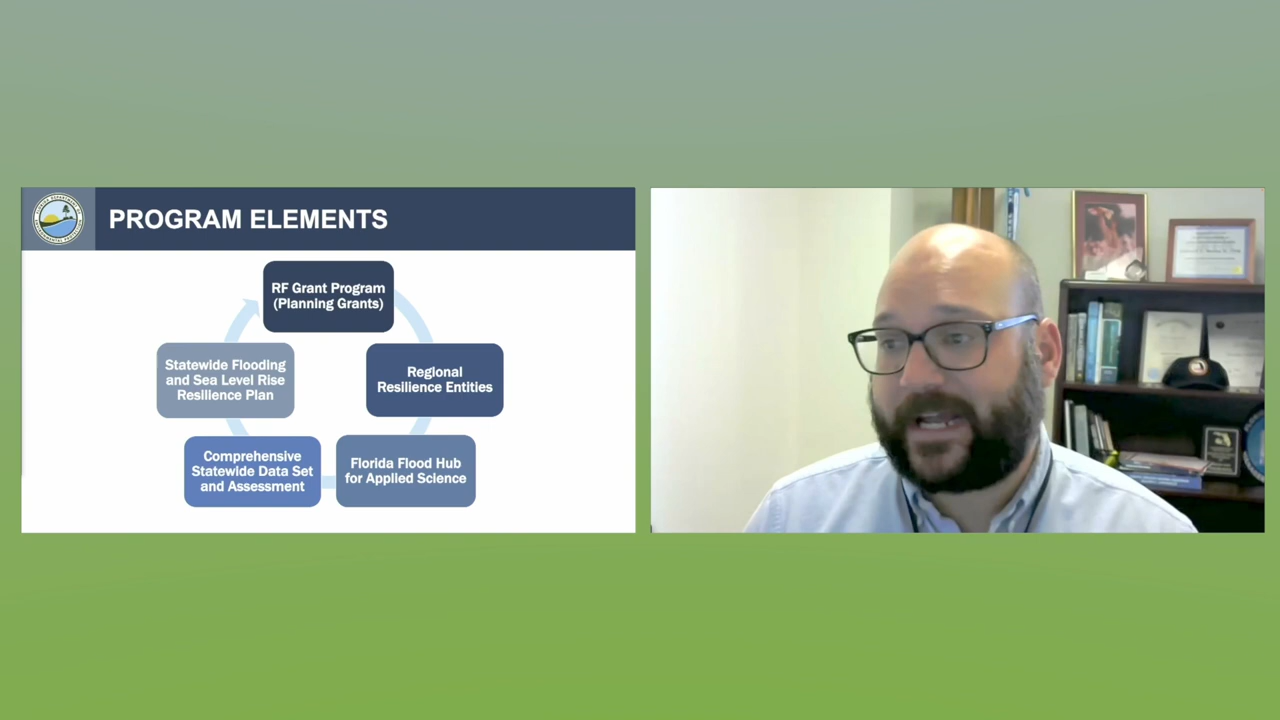 PROGRAM ELEMENTS
RF Grant Program
(Planning Grants)
Regional
Resilience Entities
Florida Flood Hub
for Applied Science
Comprehensive
Statewide Data Set
and Assessment
Statewide Flooding
and Sea Level Rise
Resilience Plan